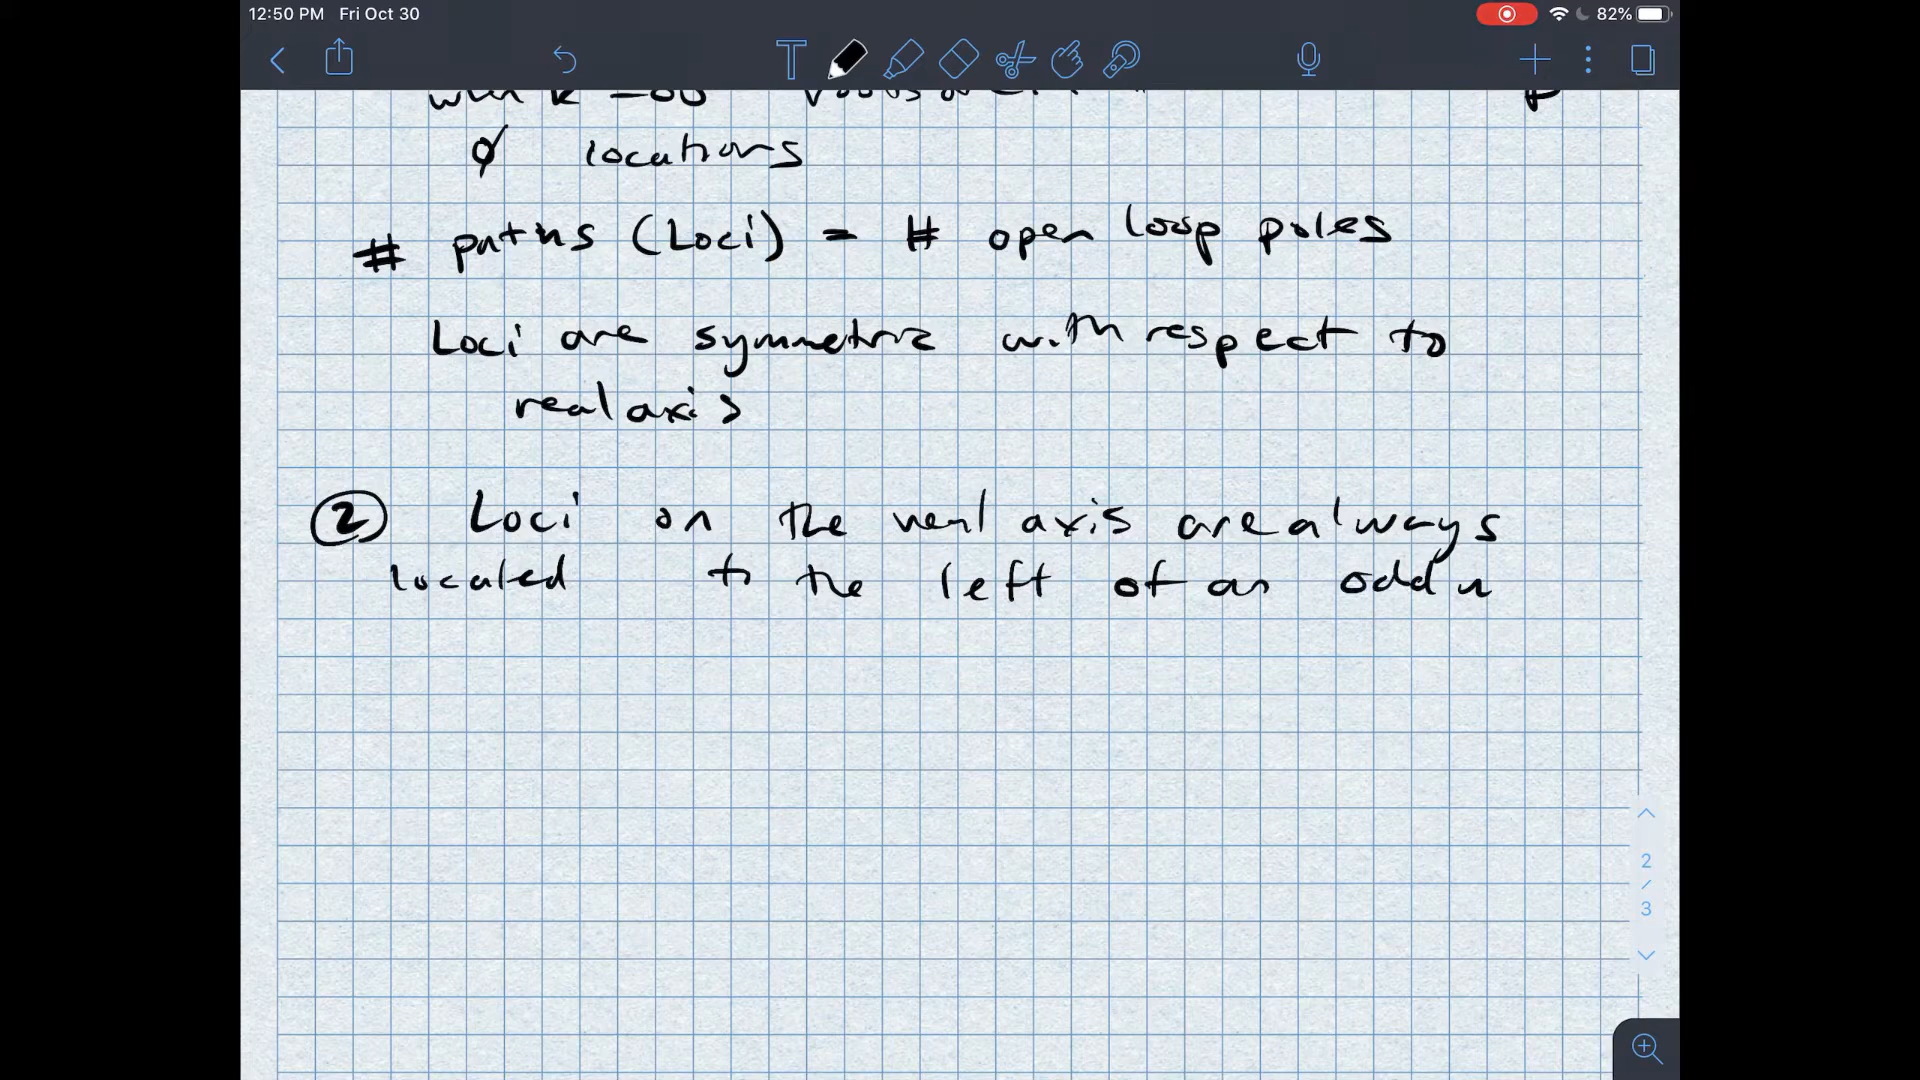 12:50 PM Fri Oct 30
82%
T
when k = ∞
∅ locations
# paths (Loci) = # open loop poles
Loci are symmetric with respect to
real axis
② Loci on the real axis are always
located to the left of an odd n
2
/
3